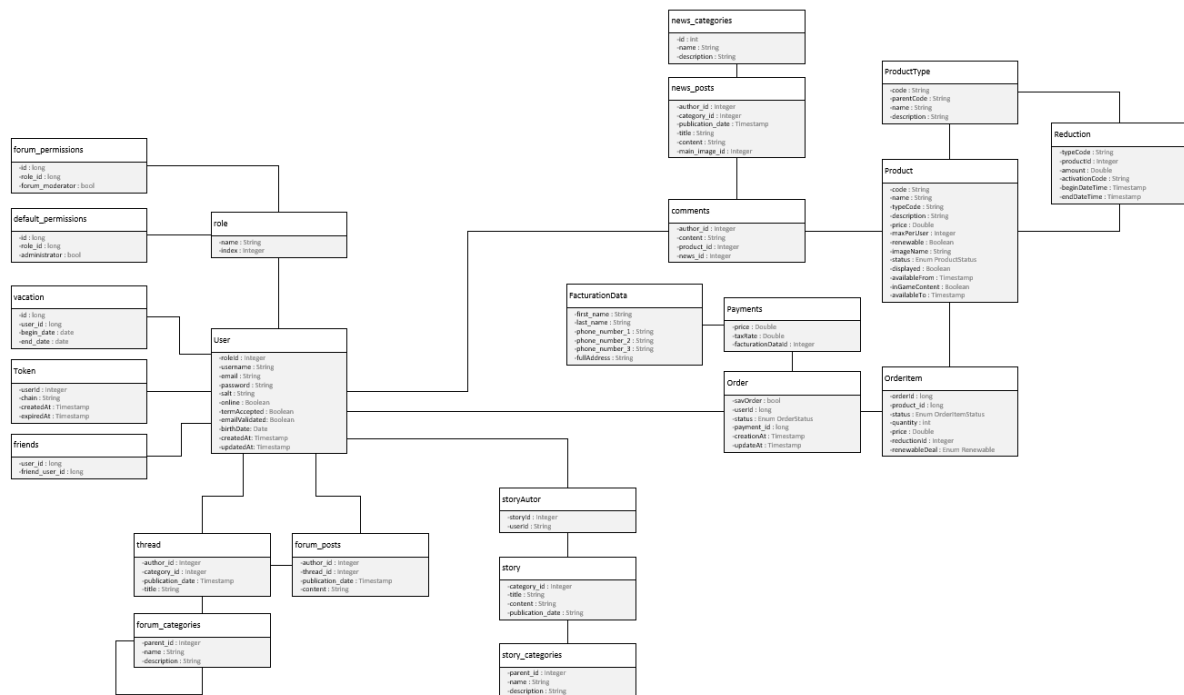 news_categories
-id : int
-name : String
-description : String
news_posts
-author_id : Integer
-category_id : Integer
-publication_date : Timestamp
-title : String
-content : String
-main_image_id : Integer
ProductType
-code : String
-parentCode : String
-name : String
-description : String
Reduction
-typeCode : String
-productId : Integer
-amount : Double
-activationCode : String
-beginDateTime : Timestamp
-endDateTime : Timestamp
forum_permissions
-id : long
-role_id : long
-forum_moderator : bool
Product
-code : String
-name : String
-typeCode : String
-description : String
-price : Double
-maxPerUser : Integer
-renewable : Boolean
-imageName : String
-status : Enum ProductStatus
-displayed : Boolean
-availableFrom : Timestamp
-inGameContent : Boolean
-availableTo : Timestamp
default_permissions
-id : long
-role_id : long
-administrator : bool
role
-name : String
-index : Integer
comments
-author_id : Integer
-content : String
-product_id : Integer
-news_id : Integer
vacation
-id : long
-user_id : long
-begin_date : date
-end_date : date
FacturationData
-first_name : String
-last_name : String
-phone_number_1 : String
-phone_number_2 : String
-phone_number_3 : String
-fullAddress : String
Payments
-price : Double
-taxRate : Double
-facturationDataId : Integer
User
-roleid : Integer
-username : String
-email : String
-password : String
-salt : String
-online : Boolean
-termAccepted : Boolean
-emailValidated : Boolean
-birthDate : Date
-createdAt: Timestamp
-updatedAt: Timestamp
Token
-userid : Integer
-chain : String
-createdAt : Timestamp
-expiredAt : Timestamp
Order
-savOrder : bool
-userId : long
-status : Enum OrderStatus
-payment_id : long
-creationAt : Timestamp
-updateAt : Timestamp
OrderItem
-orderId : long
-product_id : long
-status : Enum OrderItemStatus
-quantity : int
-price : Double
-reductionId : Integer
-renewableDeal : Enum Renewable
friends
-user_id : long
-friend_user_id : long
storyAutor
-storyId : Integer
-userId : String
thread
-author_id : Integer
-category_id : Integer
-publication_date : Timestamp
-title : String
forum_posts
-author_id : Integer
-thread_id : Integer
-publication_date : Timestamp
-content : String
story
-category_id : Integer
-title : String
-content : String
-publication_date : String
forum_categories
-parent_id : Integer
-name : String
-description : String
story_categories
-parent_id : Integer
-name : String
-description : String